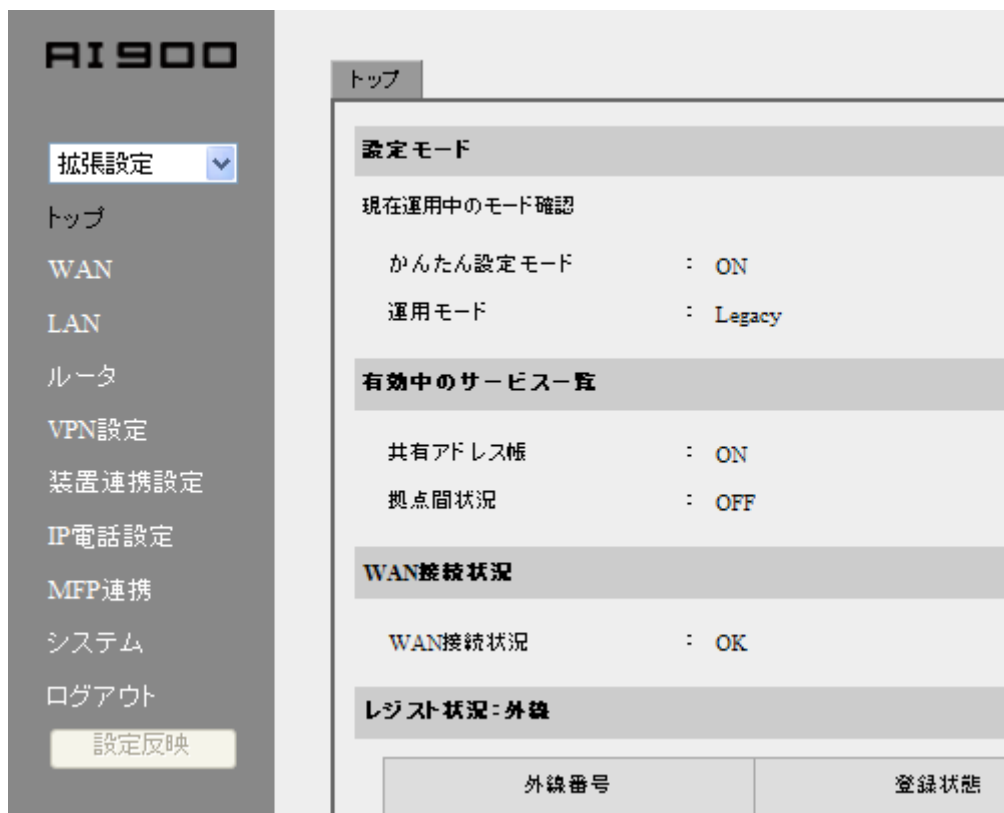 AI900
拡張設定
トップ
WAN
LAN
ルータ
VPN設定
装置連携設定
IP電話設定
MFP連携
システム
ログアウト
設定反映
トップ
設定モード
現在運用中のモード確認
かんたん設定モード : ON
運用モード : Legacy
有効中のサービス一覧
共有アドレス帳 : ON
拠点間状況 : OFF
WAN接続状況
WAN接続状況 : OK
レジスト状況:外線
外線番号 登録状態